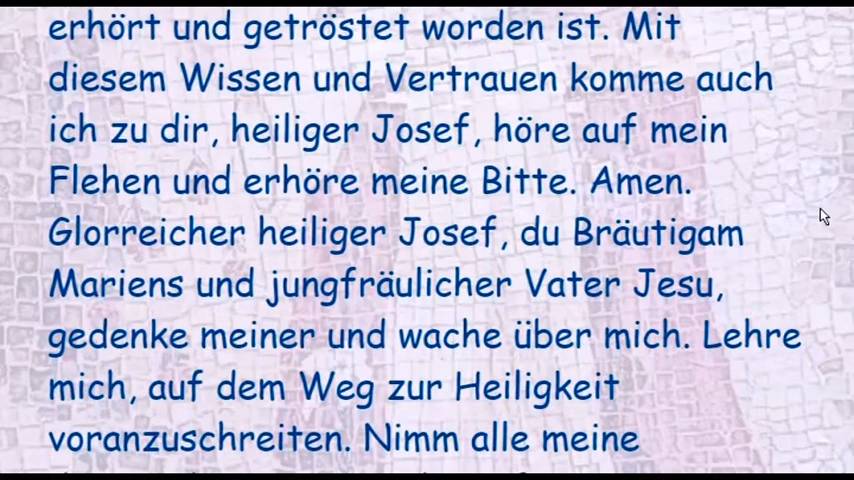 erhört und getröstet worden ist. Mit
diesem Wissen und Vertrauen komme auch
ich zu dir, heiliger Josef, höre auf mein
Flehen und erhöre meine Bitte. Amen.
Glorreicher heiliger Josef, du Bräutigam
Mariens und jungfräulicher Vater Jesu,
gedenke meiner und wache über mich. Lehre
mich, auf dem Weg zur Heiligkeit
voranzuschreiten. Nimm alle meine